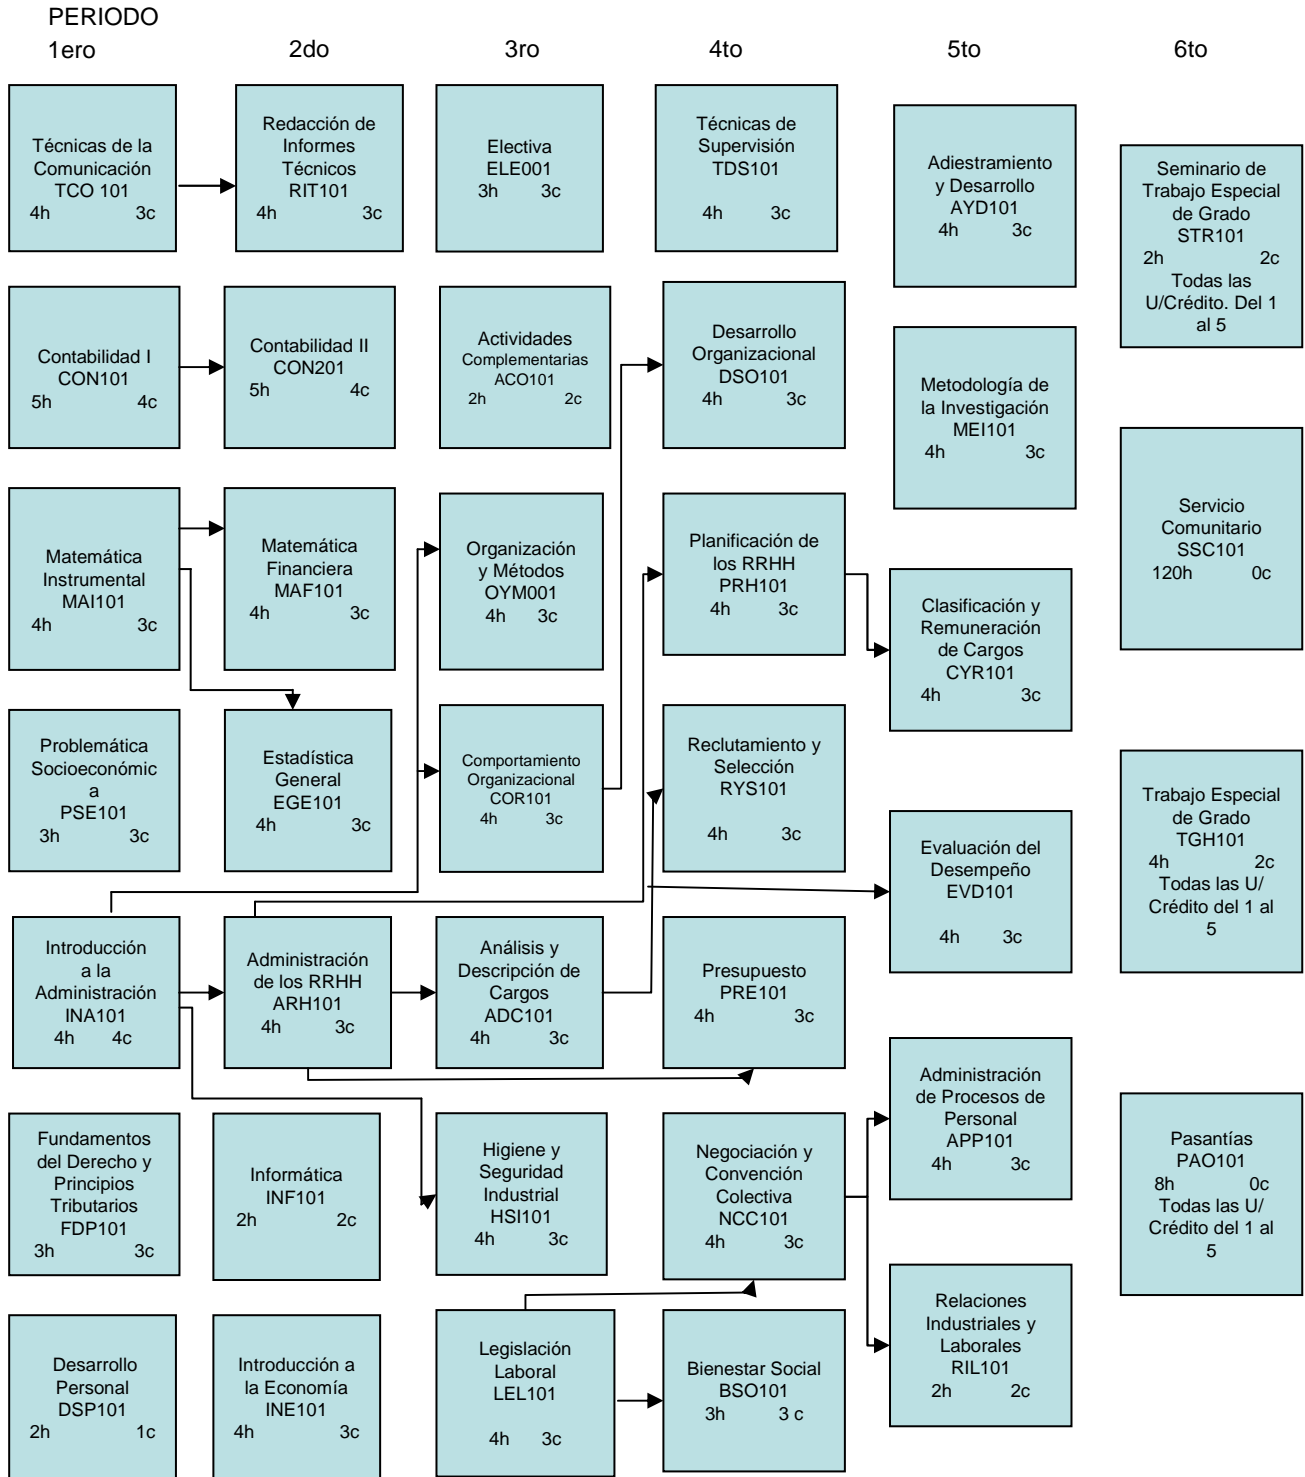 PERIODO
1ero
2do
3ro
4to
5to
6to
Técnicas de la
Comunicación
TCO 101
4h 3c
Redacción de
Informes
Técnicos
RIT101
4h 3c
Electiva
ELE001
3h 3c
Técnicas de
Supervisión
TDS101
4h 3c
Adiestramiento
y Desarrollo
AYD101
4h 3c
Seminario de
Trabajo Especial
de Grado
STR101
2h 2c
Todas las
U/Crédito. Del 1
al 5
Contabilidad I
CON101
5h 4c
Contabilidad II
CON201
5h 4c
Actividades
Complementarias
ACO101
2h 2c
Desarrollo
Organizacional
DSO101
4h 3c
Metodología de
la Investigación
MEI101
4h 3c
Servicio
Comunitario
SSC101
120h 0c
Matemática
Instrumental
MAI101
4h 3c
Matemática
Financiera
MAF101
4h 3c
Organización
y Métodos
OYM001
4h 3c
Planificación de
los RRHH
PRH101
4h 3c
Clasificación y
Remuneración
de Cargos
CYR101
4h 3c
Problemática
Socioeconómic
a
PSE101
3h 3c
Estadística
General
EGE101
4h 3c
Comportamiento
Organizacional
COR101
4h 3c
Reclutamiento y
Selección
RYS101
4h 3c
Evaluación del
Desempeño
EVD101
4h 3c
Trabajo Especial
de Grado
TGH101
4h 2c
Todas las U/
Crédito del 1 al
5
Introducción
a la
Administración
INA101
4h 4c
Administración
de los RRHH
ARH101
4h 3c
Análisis y
Descripción de
Cargos
ADC101
4h 3c
Presupuesto
PRE101
4h 3c
Administración
de Procesos de
Personal
APP101
4h 3c
Pasantías
PAO101
8h 0c
Todas las U/
Crédito del 1 al
5
Fundamentos
del Derecho y
Principios
Tributarios
FDP101
3h 3c
Informática
INF101
2h 2c
Higiene y
Seguridad
Industrial
HSI101
4h 3c
Negociación y
Convención
Colectiva
NCC101
4h 3c
Relaciones
Industriales y
Laborales
RIL101
2h 2c
Desarrollo
Personal
DSP101
2h 1c
Introducción a
la Economía
INE101
4h 3c
Legislación
Laboral
LEL101
4h 3c
Bienestar Social
BSO101
3h 3 c